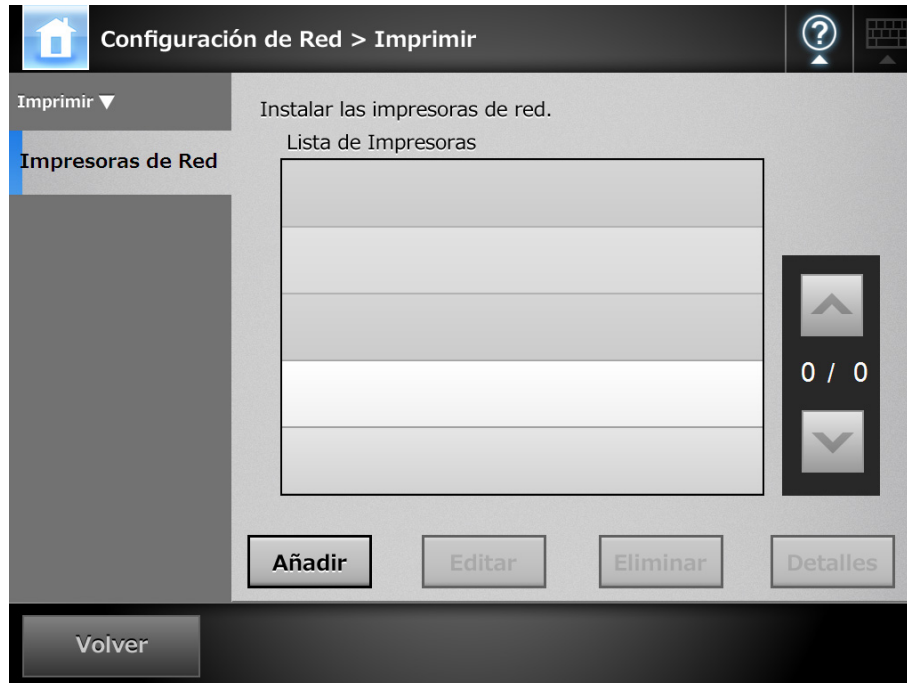 Configuración de Red > Imprimir
?
Imprimir ▼
Impresoras de Red
Instalar las impresoras de red.
Lista de Impresoras
0 / 0
Añadir
Editar
Eliminar
Detalles
Volver